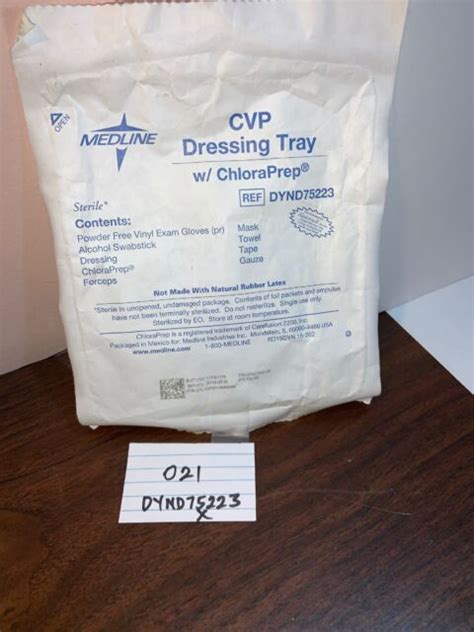 OPEN
MEDLINE
CVP
Dressing Tray
w/ ChloraPrep®
REF DYND75223
Sterile*
Contents:
Powder Free Vinyl Exam Gloves (pr)
Alcohol Swabstick
Dressing
ChloraPrep®
Forceps
Mask
Towel
Tape
Gauze
Not Made With Natural Rubber Latex
*Sterile in unopened, undamaged package. Contents of foil packets and ampules
have not been terminally sterilized. Do not resterilize. Single use only.
Sterilized by EO. Store at room temperature.
ChloraPrep is a registered trademark of Carefusion 2200, Inc.
Packaged in Mexico for: Medline Industries Inc. Mundelein, IL 60060-4486 USA
www.medline.com 1-800-MEDLINE
021
DYND75223
X